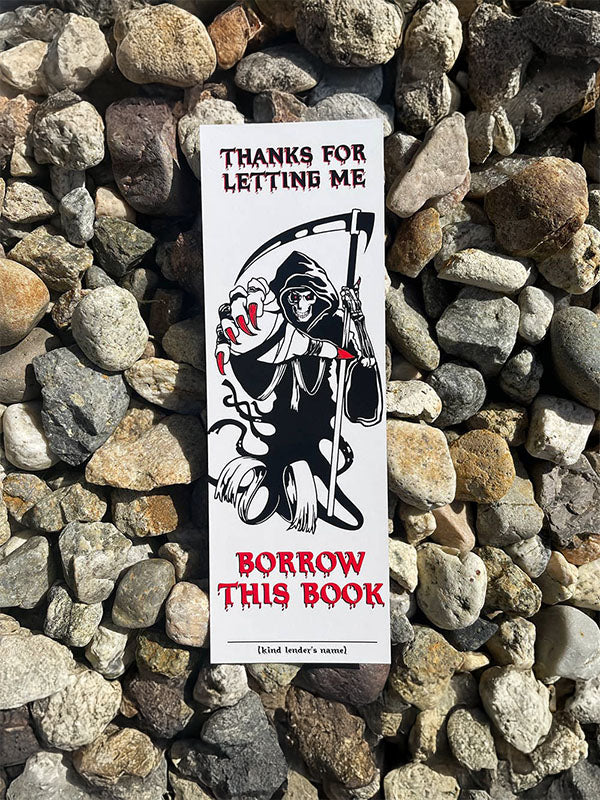 THANKS FOR
LETTING ME
BORROW
THIS BOOK
{kind lender's name}